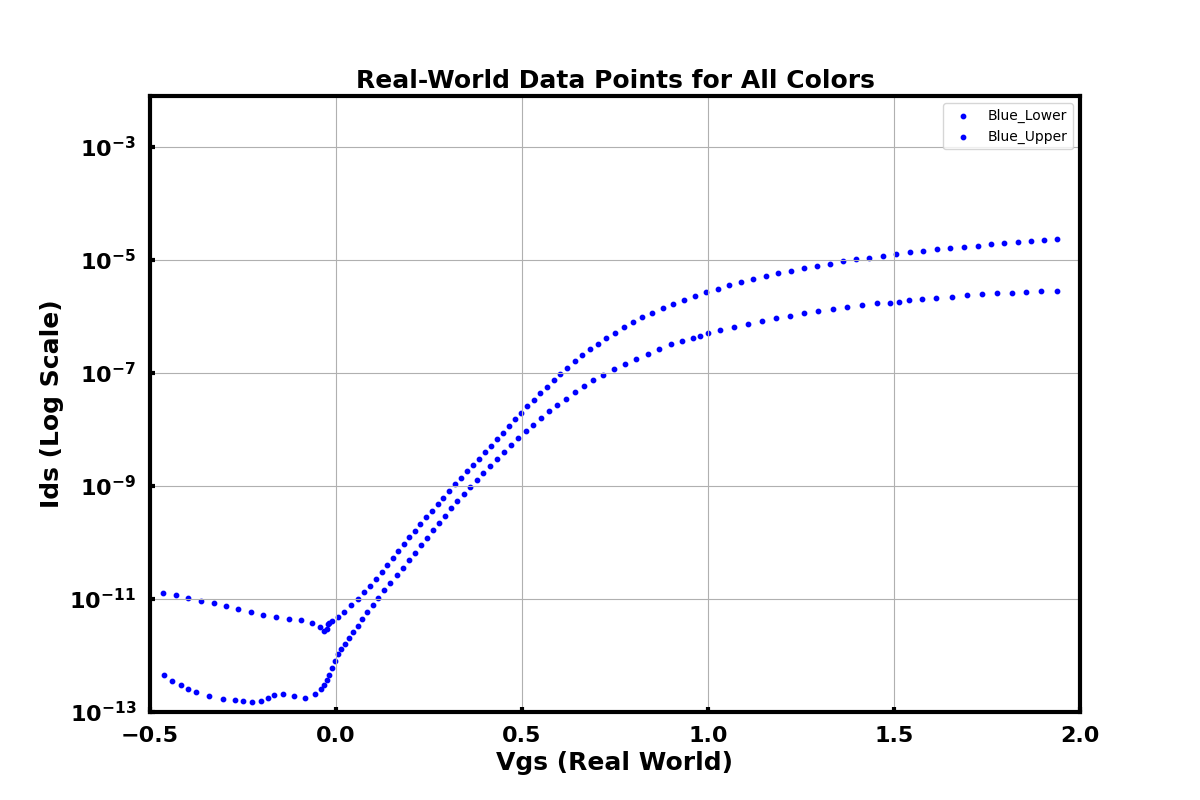 Real-World Data Points for All Colors
Blue_Lower
Blue_Upper
10⁻³
10⁻⁵
10⁻⁷
10⁻⁹
10⁻¹¹
10⁻¹³
Ids (Log Scale)
−0.5 0.0 0.5 1.0 1.5 2.0
Vgs (Real World)